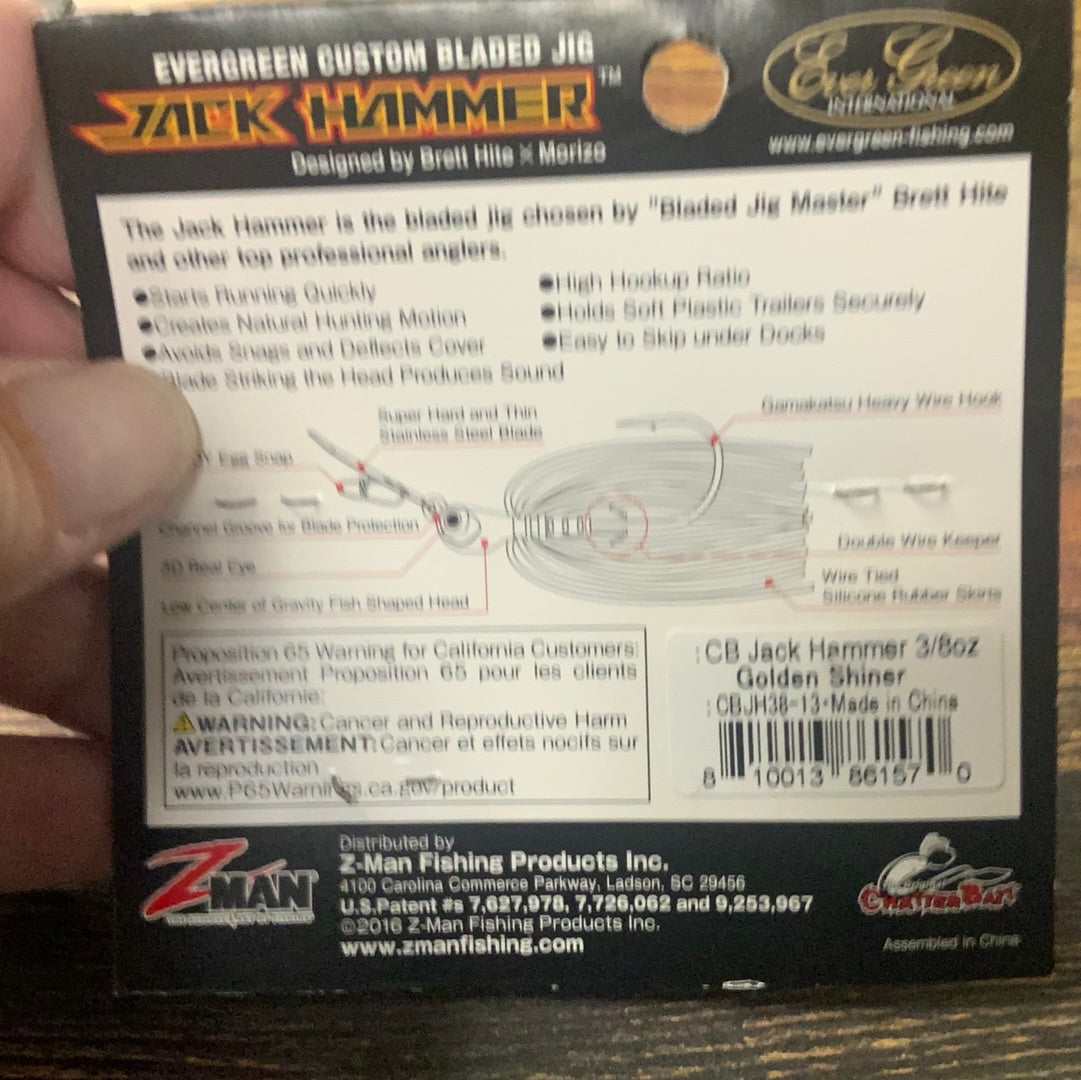 EVERGREEN CUSTOM BLADED JIG
JACK HAMMER™
Designed by Brett Hite X Morizo
Ever Green
INTERNATIONAL
www.evergreen-fishing.com
The Jack Hammer is the bladed jig chosen by "Bladed Jig Master" Brett Hite
and other top professional anglers.
●Starts Running Quickly
●Creates Natural Hunting Motion
●Avoids Snags and Deflects Cover
Blade Striking the Head Produces Sound
●High Hookup Ratio
●Holds Soft Plastic Trailers Securely
●Easy to Skip under Docks
Super Hard and Thin
Stainless Steel Blade
Gamakatsu Heavy Wire Hook
Egg Snap
Channel Groove for Blade Protection
3D Real Eye
Low Center of Gravity Fish Shaped Head
Double Wire Keeper
Wire Tied
Silicone Rubber Skirts
Proposition 65 Warning for California Customers:
Avertissement Proposition 65 pour les clients
de la Californie:
⚠WARNING: Cancer and Reproductive Harm
AVERTISSEMENT: Cancer et effets nocifs sur
la reproduction
www.P65Warnings.ca.gov/product
: CB Jack Hammer 3/8oz
Golden Shiner
: CBJH38-13•Made in China
8 10013 86157 0
Z-MAN
Distributed by
Z-Man Fishing Products Inc.
4100 Carolina Commerce Parkway, Ladson, SC 29456
U.S.Patent #s 7,627,978, 7,726,062 and 9,253,967
©2016 Z-Man Fishing Products Inc.
www.zmanfishing.com
CHATTERBAIT
Assembled in China